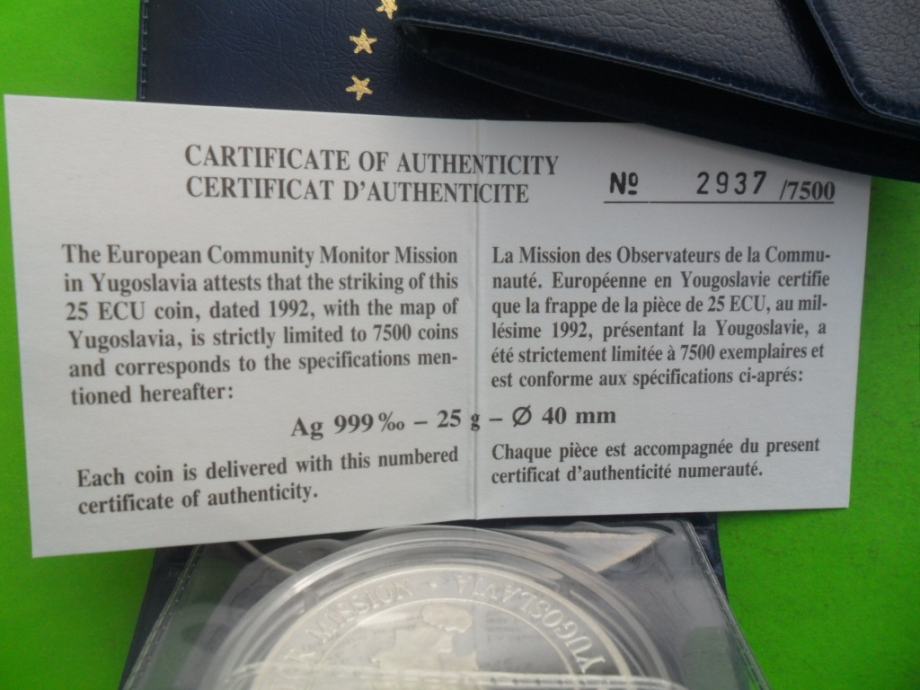 CARTIFICATE OF AUTHENTICITY
CERTIFICAT D'AUTHENTICITE
Nº 2937 /7500
The European Community Monitor Mission
in Yugoslavia attests that the striking of this
25 ECU coin, dated 1992, with the map of
Yugoslavia, is strictly limited to 7500 coins
and corresponds to the specifications men-
tioned hereafter:
La Mission des Observateurs de la Commu-
nauté. Européenne en Yougoslavie certifie
que la frappe de la pièce de 25 ECU, au mil-
lésime 1992, présentant la Yougoslavie, a
été strictement limitée à 7500 exemplaires et
est conforme aux spécifications ci-aprés:
Ag 999 ‰ – 25 g – Ø 40 mm
Each coin is delivered with this numbered
certificate of authenticity.
Chaque pièce est accompagnée du present
certificat d'authenticité numerauté.
MISSION • YUGOSLAVIA
YUGOSLAVIA